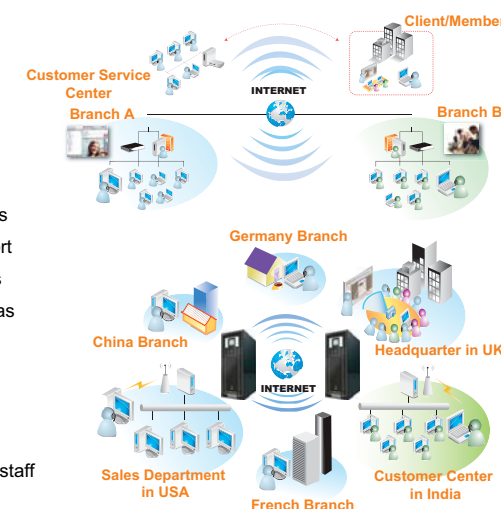 Client/Member
Customer Service
Center
INTERNET
Branch A
Branch B
s
rt
s
as
Germany Branch
China Branch
Headquarter in UK
INTERNET
staff
Sales Department
in USA
Customer Center
in India
French Branch